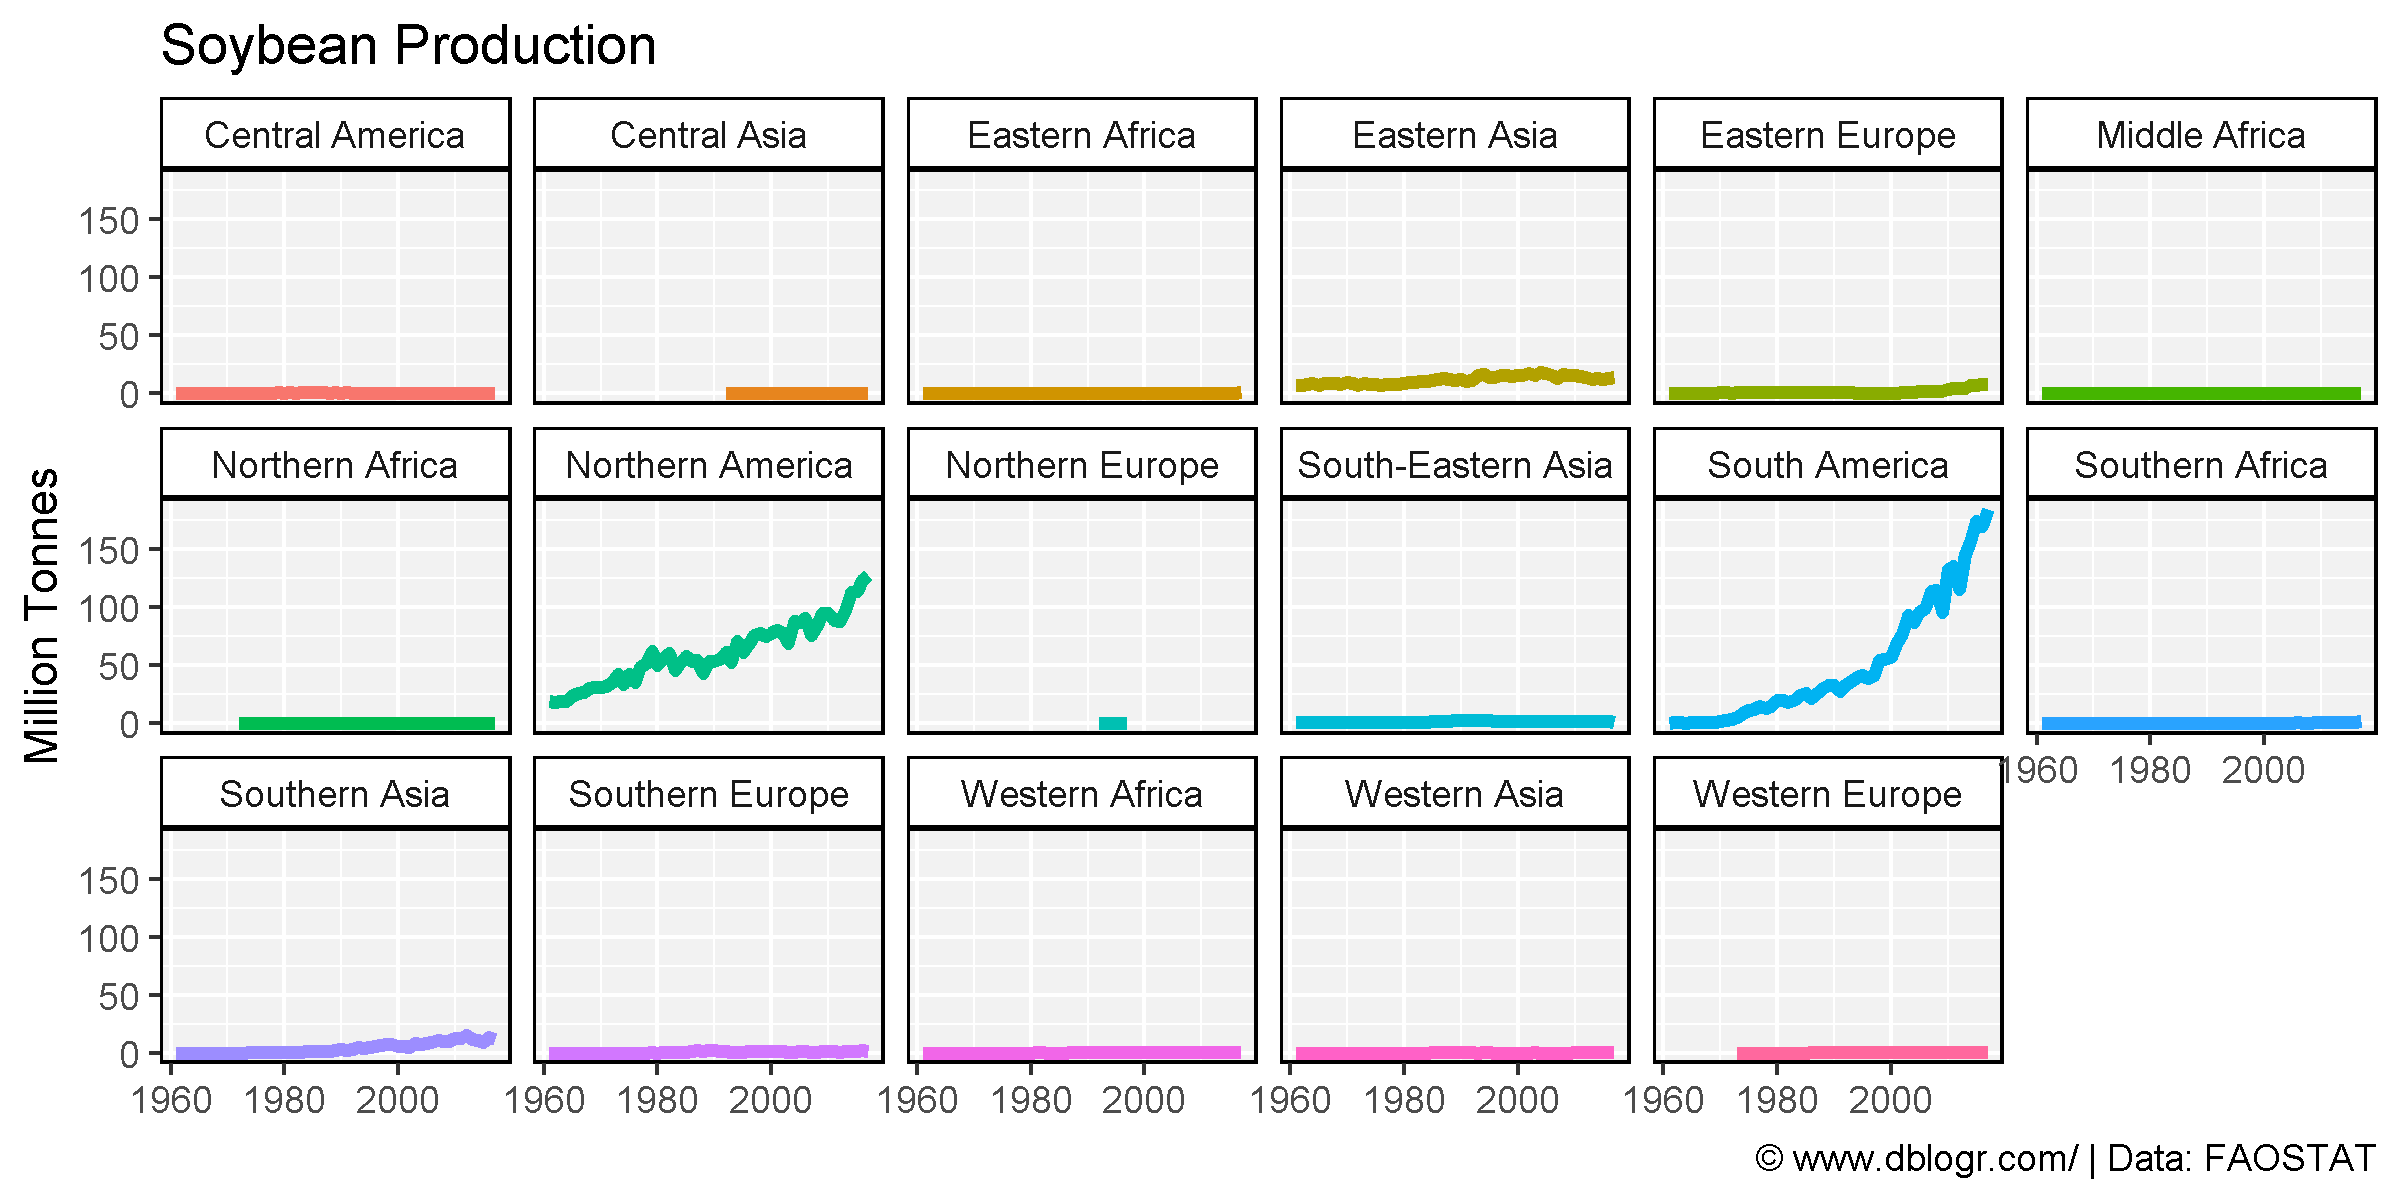 Soybean Production
Central America
Central Asia
Eastern Africa
Eastern Asia
Eastern Europe
Middle Africa
150
100
50
0
Northern Africa
Northern America
Northern Europe
South-Eastern Asia
South America
Southern Africa
150
100
50
0
1960 1980 2000
Southern Asia
Southern Europe
Western Africa
Western Asia
Western Europe
150
100
50
0
1960 1980 2000
1960 1980 2000
1960 1980 2000
1960 1980 2000
1960 1980 2000
Million Tonnes
© www.dblogr.com/ | Data: FAOSTAT